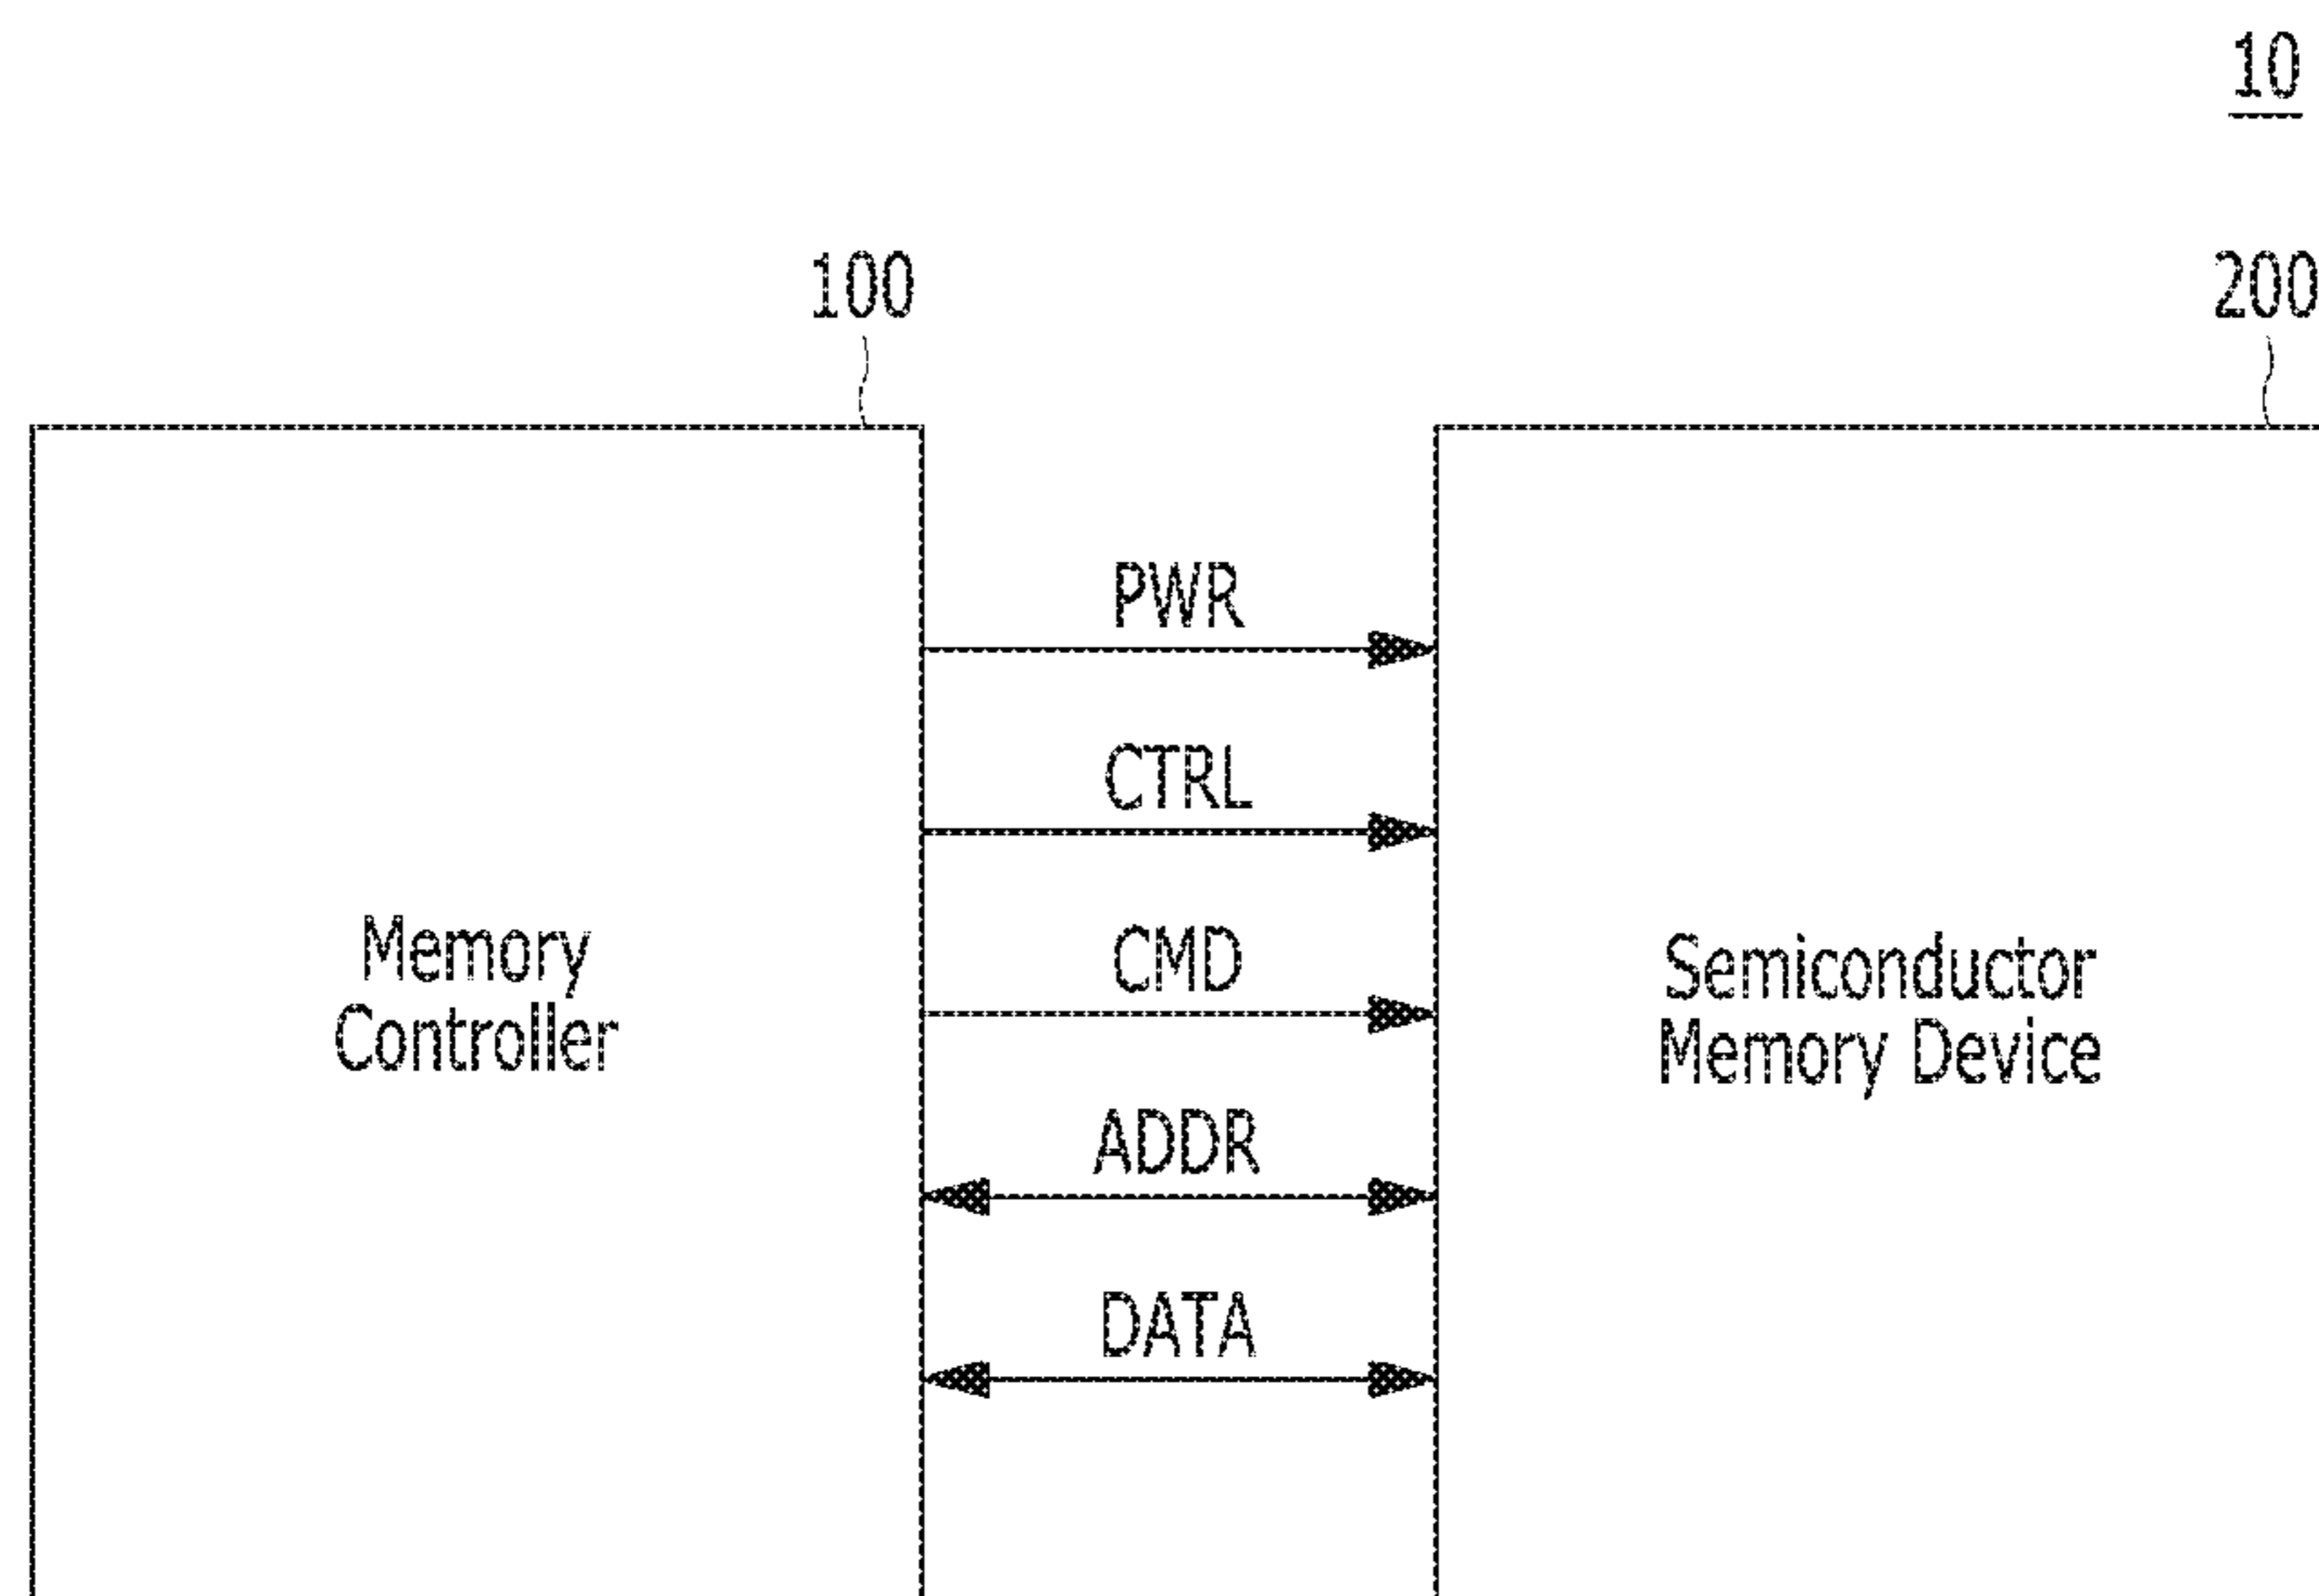 10
100
200
PWR
CTRL
CMD
ADDR
DATA
Memory
Controller
Semiconductor
Memory Device